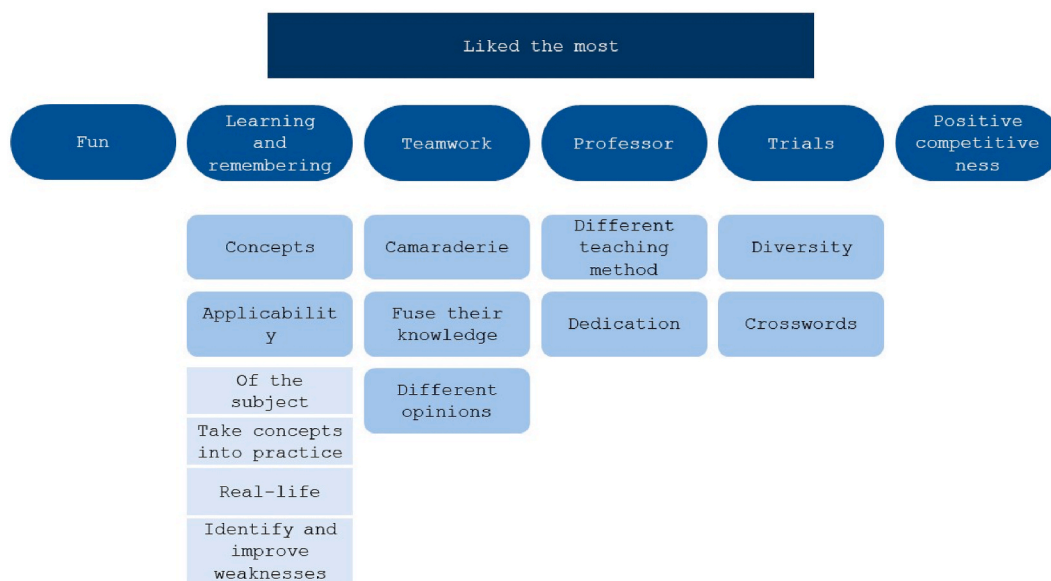 Liked the most
Fun
Learning
and
remembering
Teamwork
Professor
Trials
Positive
competitive
ness
Concepts
Camaraderie
Different
teaching
method
Diversity
Applicabilit
y
Fuse their
knowledge
Dedication
Crosswords
Of the
subject
Different
opinions
Take concepts
into practice
Real-life
Identify and
improve
weaknesses